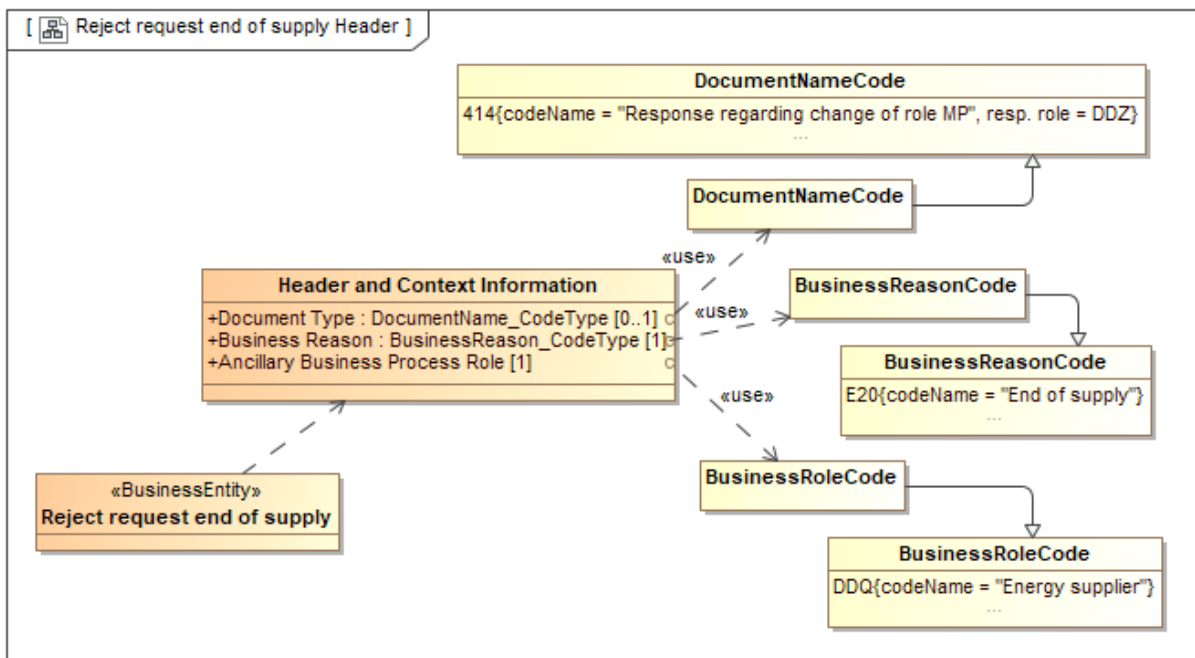 [ Reject request end of supply Header ]
DocumentNameCode
414{codeName = "Response regarding change of role MP", resp. role = DDZ}
...
DocumentNameCode
«use»
Header and Context Information
+Document Type : DocumentName_CodeType [0..1]
+Business Reason : BusinessReason_CodeType [1]
+Ancillary Business Process Role [1]
BusinessReasonCode
«use»
BusinessReasonCode
E20{codeName = "End of supply"}
...
«use»
BusinessRoleCode
«BusinessEntity»
Reject request end of supply
BusinessRoleCode
DDQ{codeName = "Energy supplier"}
...